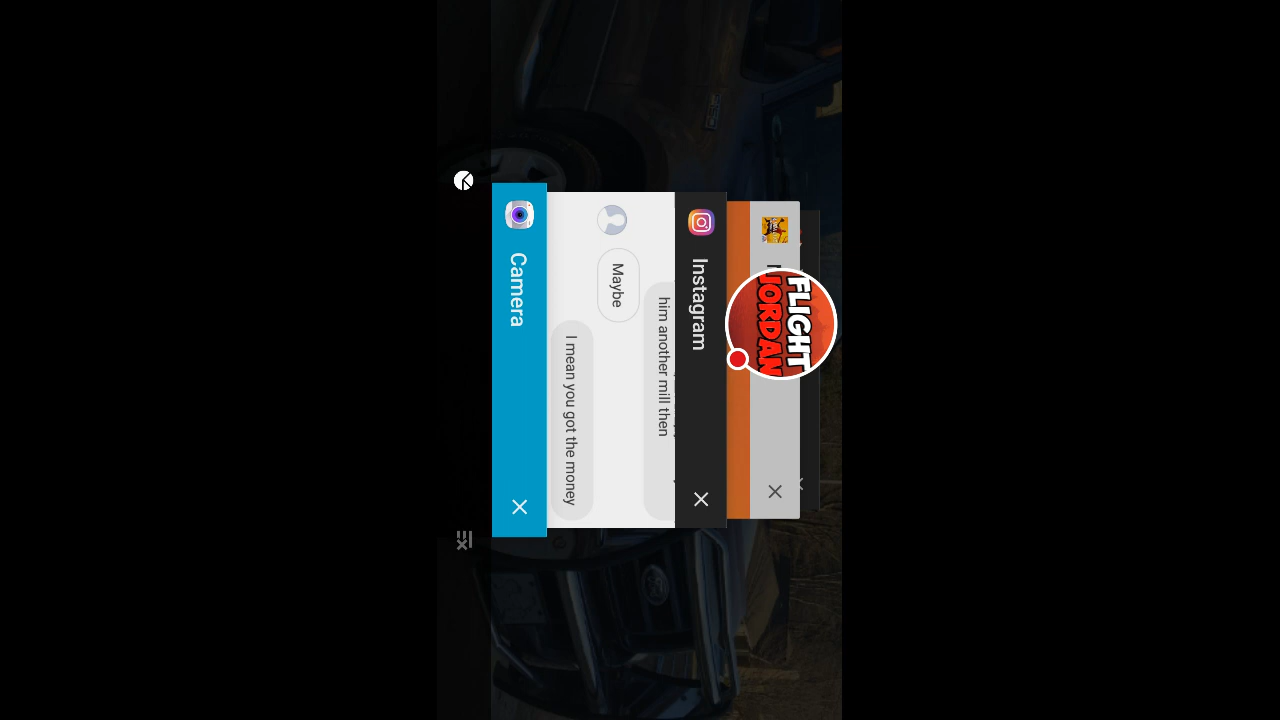 FLIGHT
JORDAN
Instagram
him another mill then
Maybe
I mean you got the money
Camera